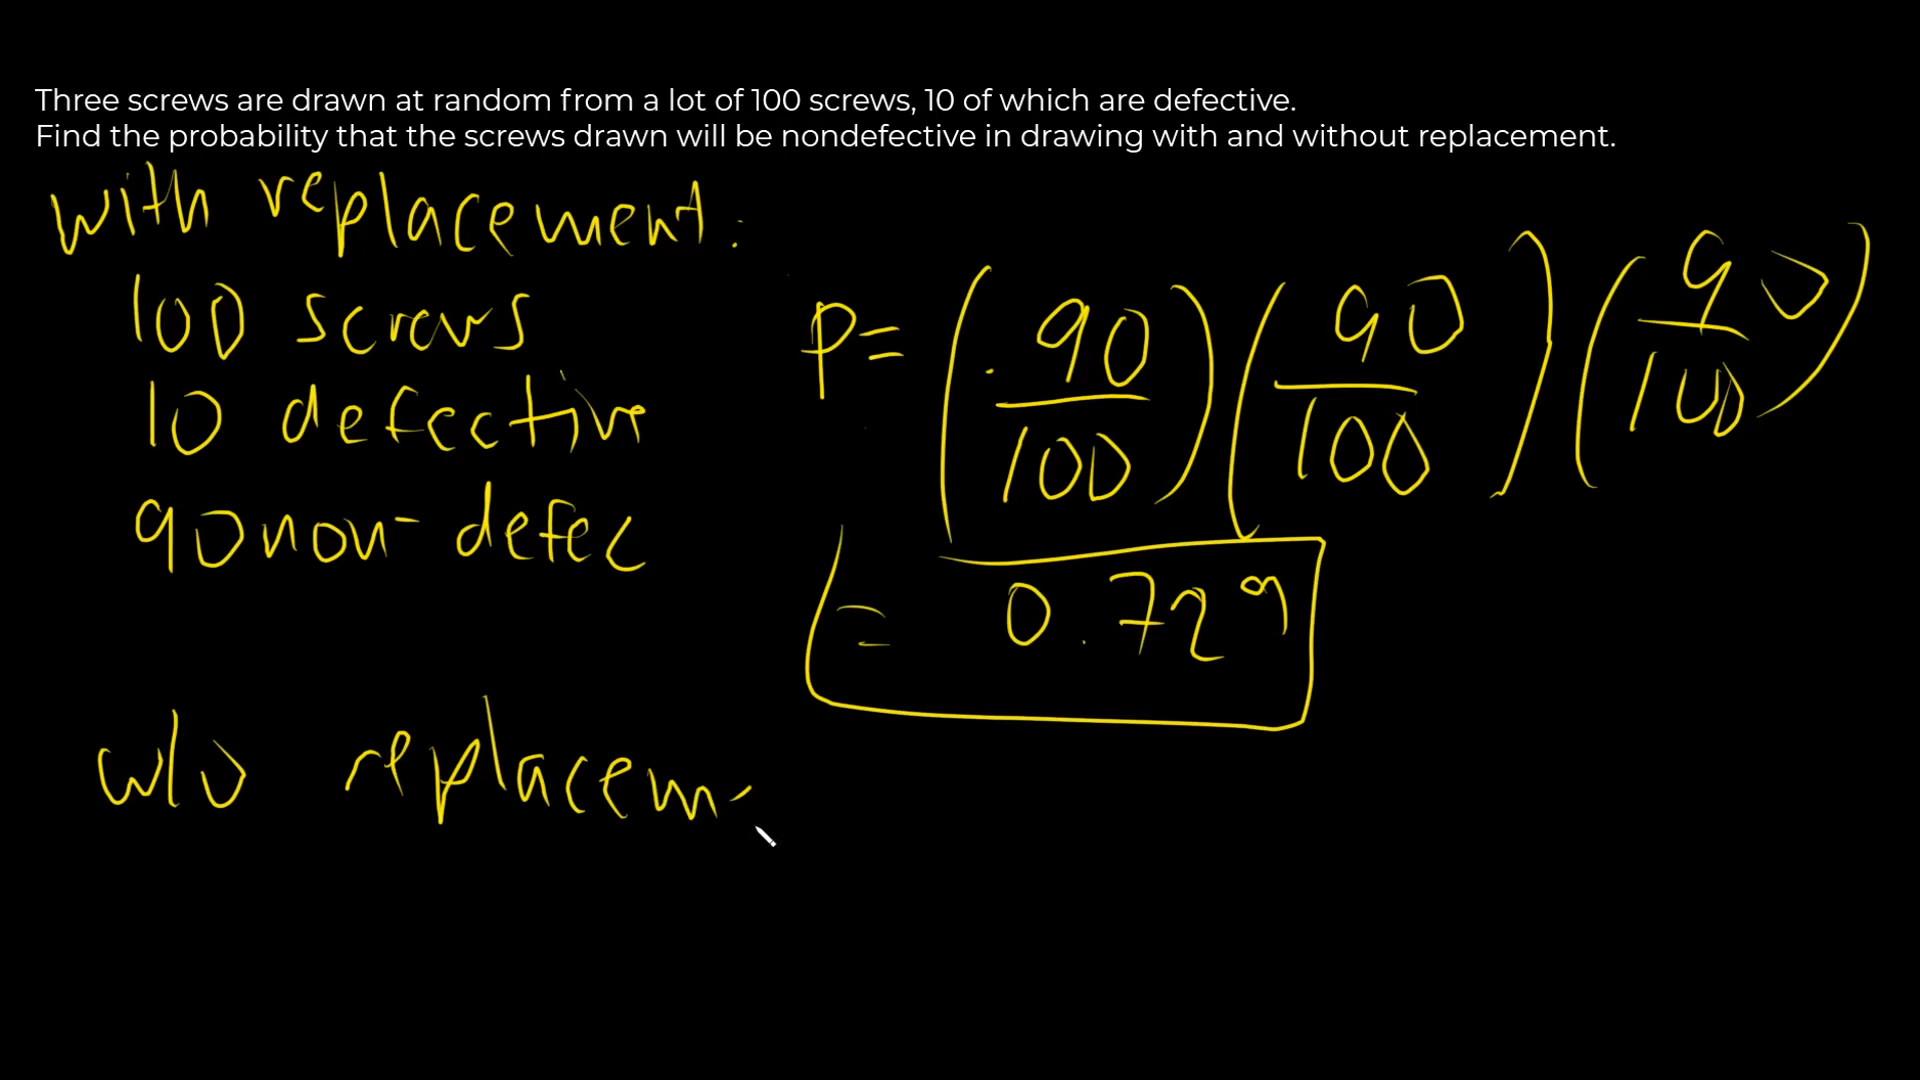 Three screws are drawn at random from a lot of 100 screws, 10 of which are defective.
Find the probability that the screws drawn will be nondefective in drawing with and without replacement.
with replacement:
100 screws
10 defective
90 non-defec
P = (90/100)(90/100)(90/100)
= 0.729
w/o replacem